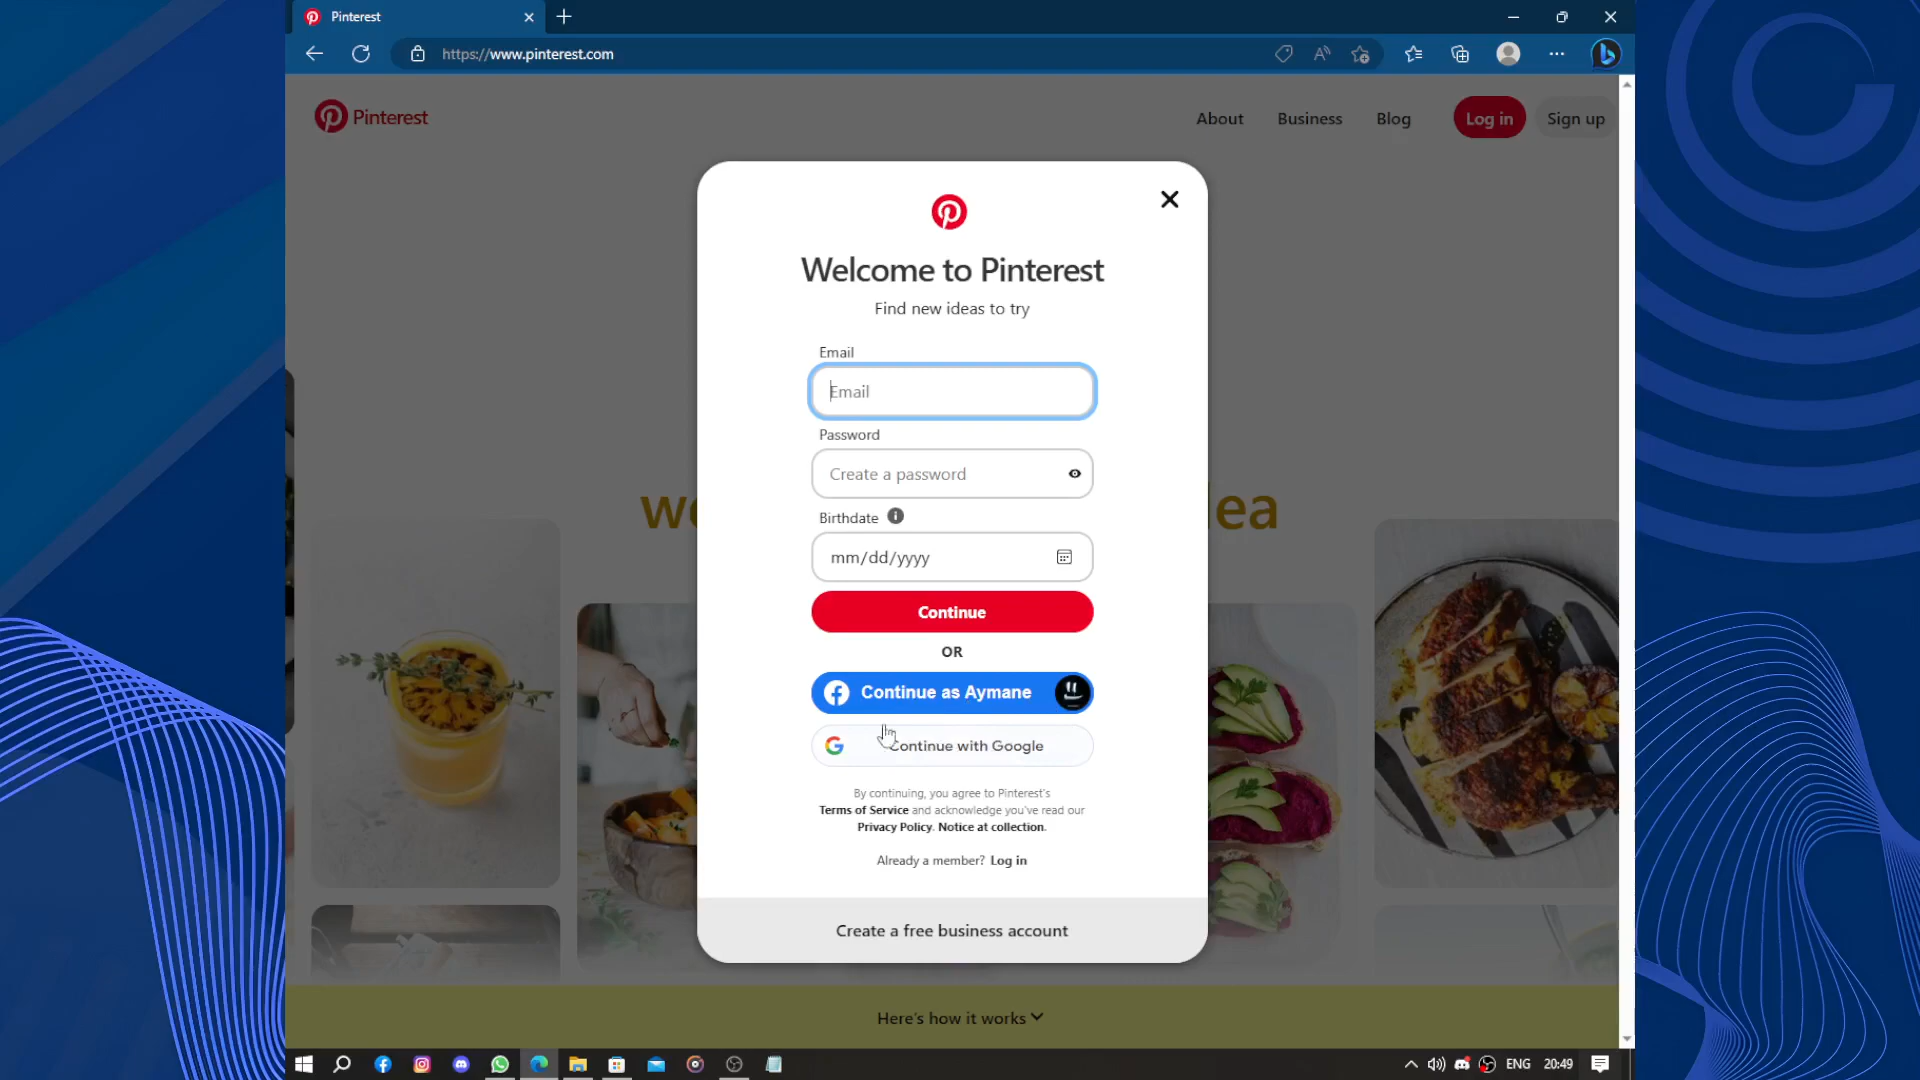 Pinterest
https://www.pinterest.com
Pinterest
About
Business
Blog
Log in
Sign up
Welcome to Pinterest
Find new ideas to try
Email
Email
Password
Create a password
Birthdate
mm/dd/yyyy
Continue
OR
Continue as Aymane
Continue with Google
By continuing, you agree to Pinterest's
Terms of Service and acknowledge you've read our
Privacy Policy. Notice at collection.
Already a member? Log in
Create a free business account
Here's how it works
ENG
20:49